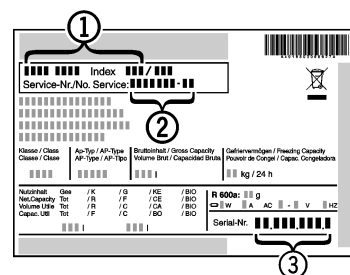 1
Index /
Service-Nr./No. Service: -
2
Klasse / Class
Classe / Clase
Ap-Typ / AP-Type
AP-Type / AP-Tipo
Bruttoinhalt / Gross Capacity
Volume Brut / Capacidad Bruta
Gefriervermögen / Freezing Capacity
Pouvoir de Congel / Capac. Congeladora
l
kg / 24 h
Nutzinhalt Ges / K / G / KE / BIO
Net.Capacity Tot / R / F / CE / BIO
Volume Utile Tot / R / C / CA / BIO
Capac. Util Tot / F / C / BO / BIO
l l
R 600a: g
W A AC - V HZ
Serial-Nr. . . .
3